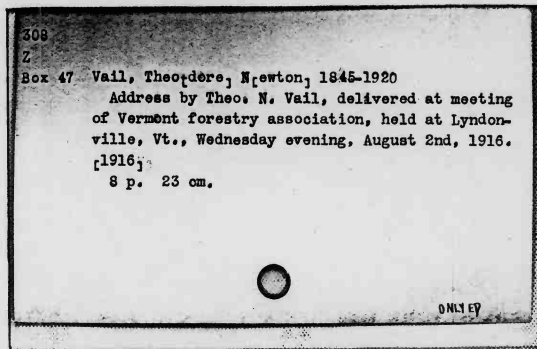 308
Z
Box 47 Vail, Theo[dore] N[ewton] 1845-1920
Address by Theo. N. Vail, delivered at meeting
of Vermont forestry association, held at Lyndon-
ville, Vt., Wednesday evening, August 2nd, 1916.
[1916]
8 p. 23 cm.
ONLY ED